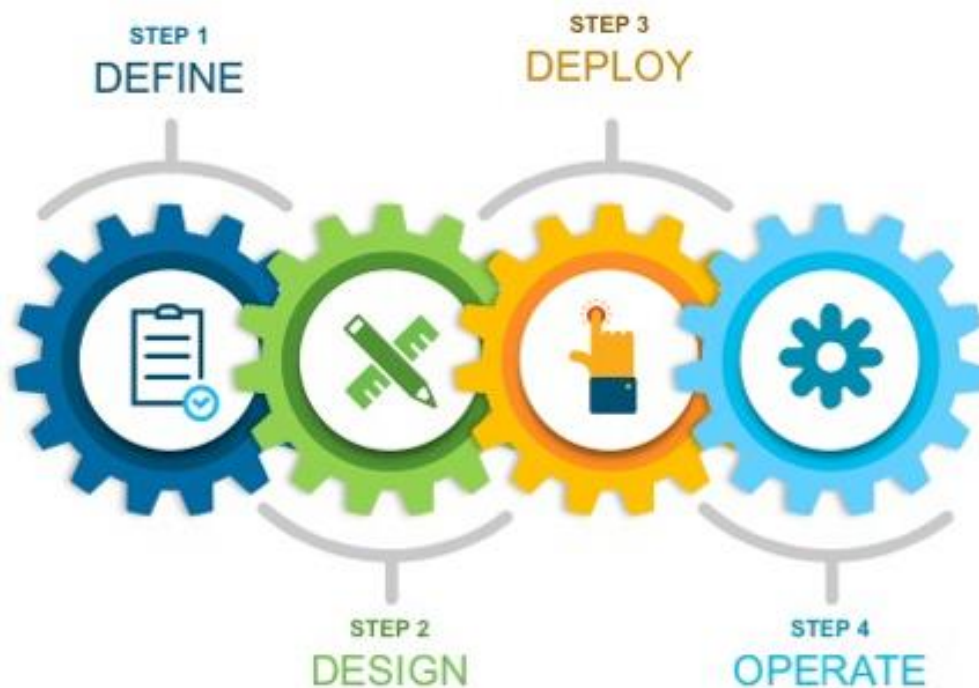 STEP 1
DEFINE
STEP 2
DESIGN
STEP 3
DEPLOY
STEP 4
OPERATE